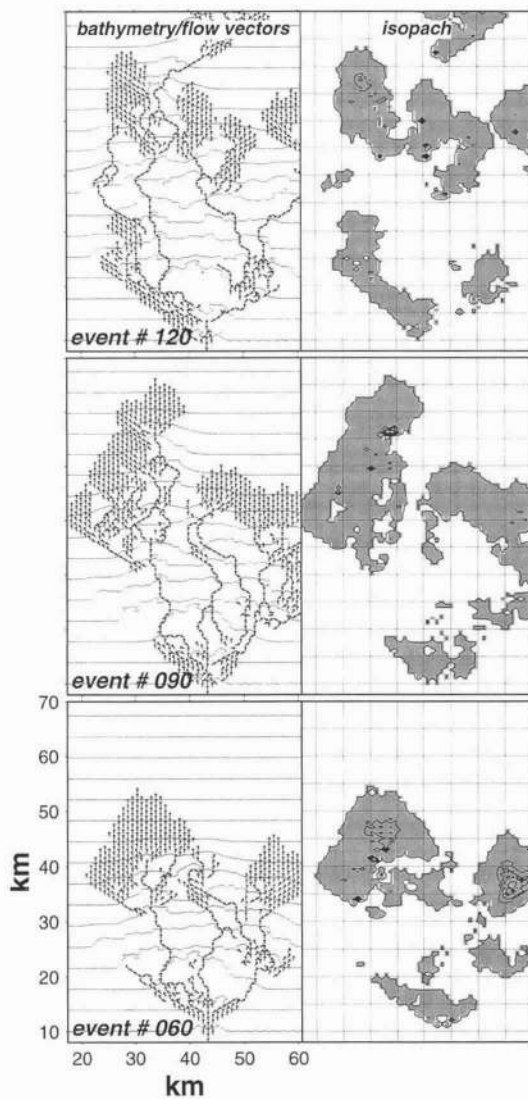 bathymetry/flow vectors
isopach
event # 120
event # 090
event # 060
70
60
50
40
30
20
10
km
20 30 40 50 60
km